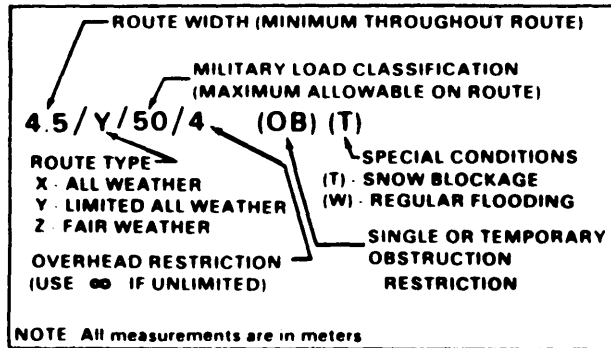 ROUTE WIDTH (MINIMUM THROUGHOUT ROUTE)
MILITARY LOAD CLASSIFICATION
(MAXIMUM ALLOWABLE ON ROUTE)
4.5/Y/50/4 (OB) (T)
ROUTE TYPE
X - ALL WEATHER
Y - LIMITED ALL WEATHER
Z - FAIR WEATHER
SPECIAL CONDITIONS
(T) - SNOW BLOCKAGE
(W) - REGULAR FLOODING
OVERHEAD RESTRICTION
(USE ∞ IF UNLIMITED)
SINGLE OR TEMPORARY
OBSTRUCTION
RESTRICTION
NOTE All measurements are in meters